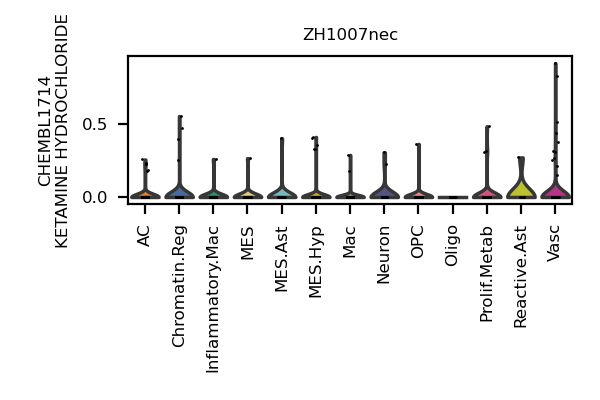 ZH1007nec
CHEMBL1714
KETAMINE HYDROCHLORIDE
0.5
0.0
AC
Chromatin.Reg
Inflammatory.Mac
MES
MES.Ast
MES.Hyp
Mac
Neuron
OPC
Oligo
Prolif.Metab
Reactive.Ast
Vasc